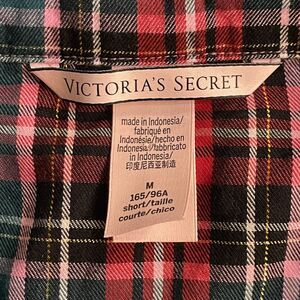 VICTORIA'S SECRET
made in Indonesia/
fabriqué en
Indonésie/hecho en
Indonesia/fabbricato
in Indonesia/
印度尼西亚制造
M
165/96A
short/taille
courte/chico